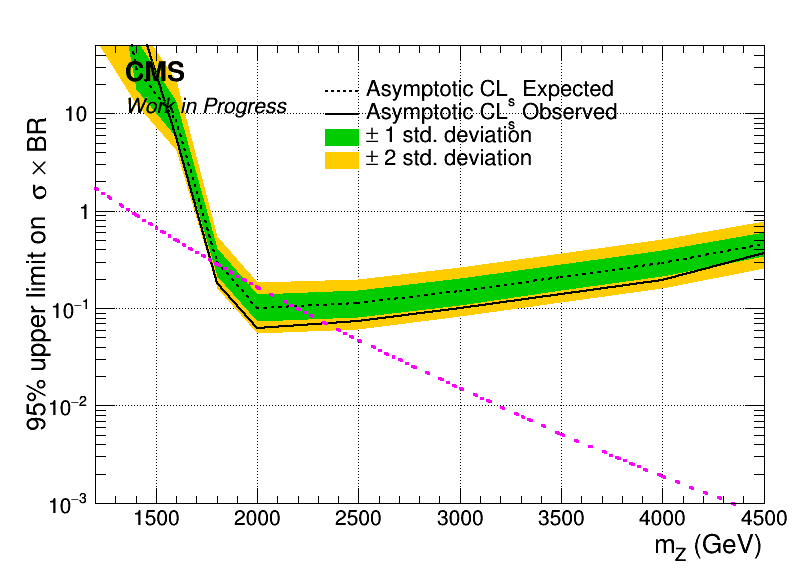 CMS
Work in Progress
Asymptotic CLₛ Expected
Asymptotic CLₛ Observed
± 1 std. deviation
± 2 std. deviation
95% upper limit on σ × BR
10
1
10⁻¹
10⁻²
10⁻³
1500 2000 2500 3000 3500 4000 4500
m_Z (GeV)